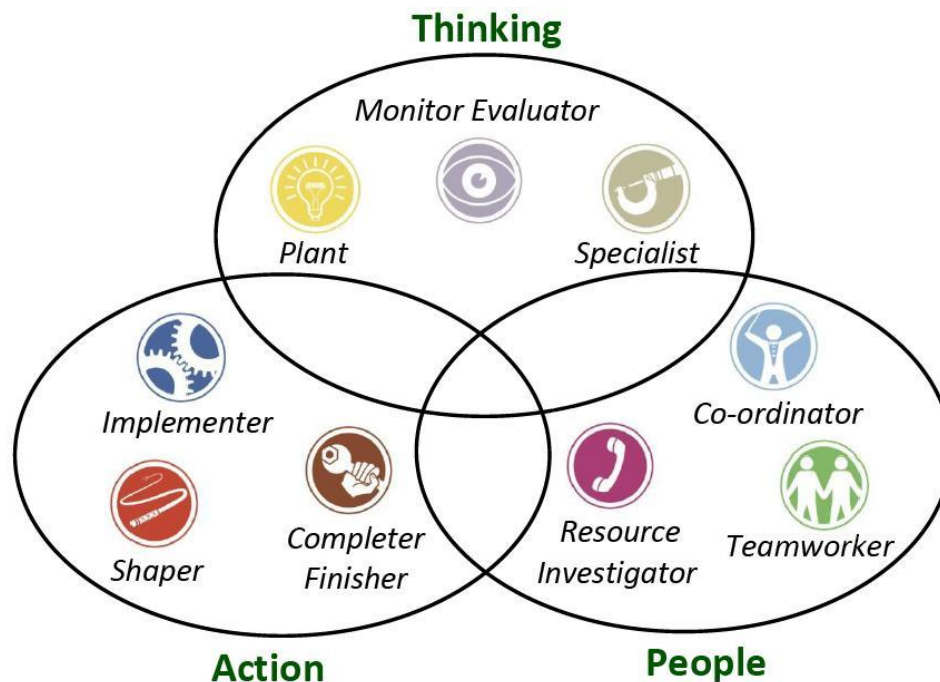 Thinking
Monitor Evaluator
Plant
Specialist
Implementer
Co-ordinator
Shaper
Completer
Finisher
Resource
Investigator
Teamworker
Action
People